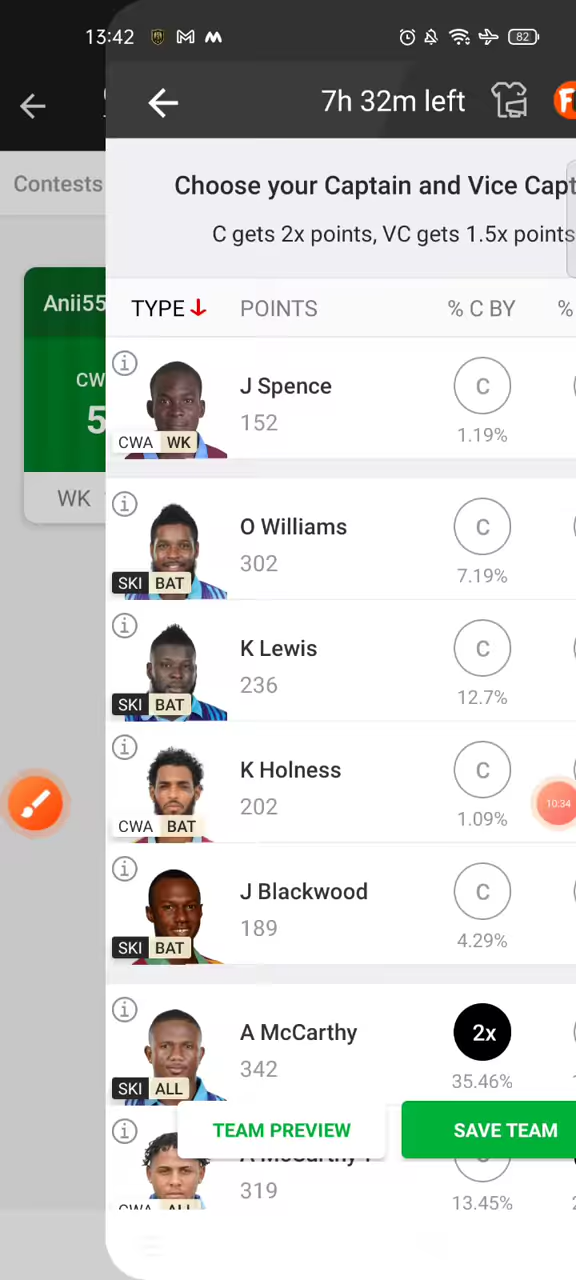 13:42
82
7h 32m left
Contests
Choose your Captain and Vice Capt
C gets 2x points, VC gets 1.5x points
TYPE POINTS % C BY %
Anii55
CW
5
WK
J Spence
152
C
1.19%
CWA WK
O Williams
302
C
7.19%
SKI BAT
K Lewis
236
C
12.7%
SKI BAT
K Holness
202
C
1.09%
CWA BAT
10:34
J Blackwood
189
C
4.29%
SKI BAT
A McCarthy
342
2x
35.46%
SKI ALL
TEAM PREVIEW
SAVE TEAM
319
13.45%
CWA ALL